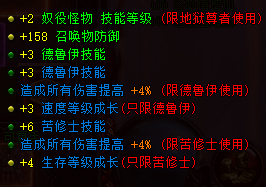 +2 奴役怪物 技能等级 (限地狱尊者使用)
+158 召唤物防御
+3 德鲁伊技能
+3 德鲁伊技能
造成所有伤害提高 +4% (限德鲁伊使用)
+3 速度等级成长(只限德鲁伊)
+6 苦修士技能
造成所有伤害提高 +4% (限苦修士使用)
+4 生存等级成长(只限苦修士)